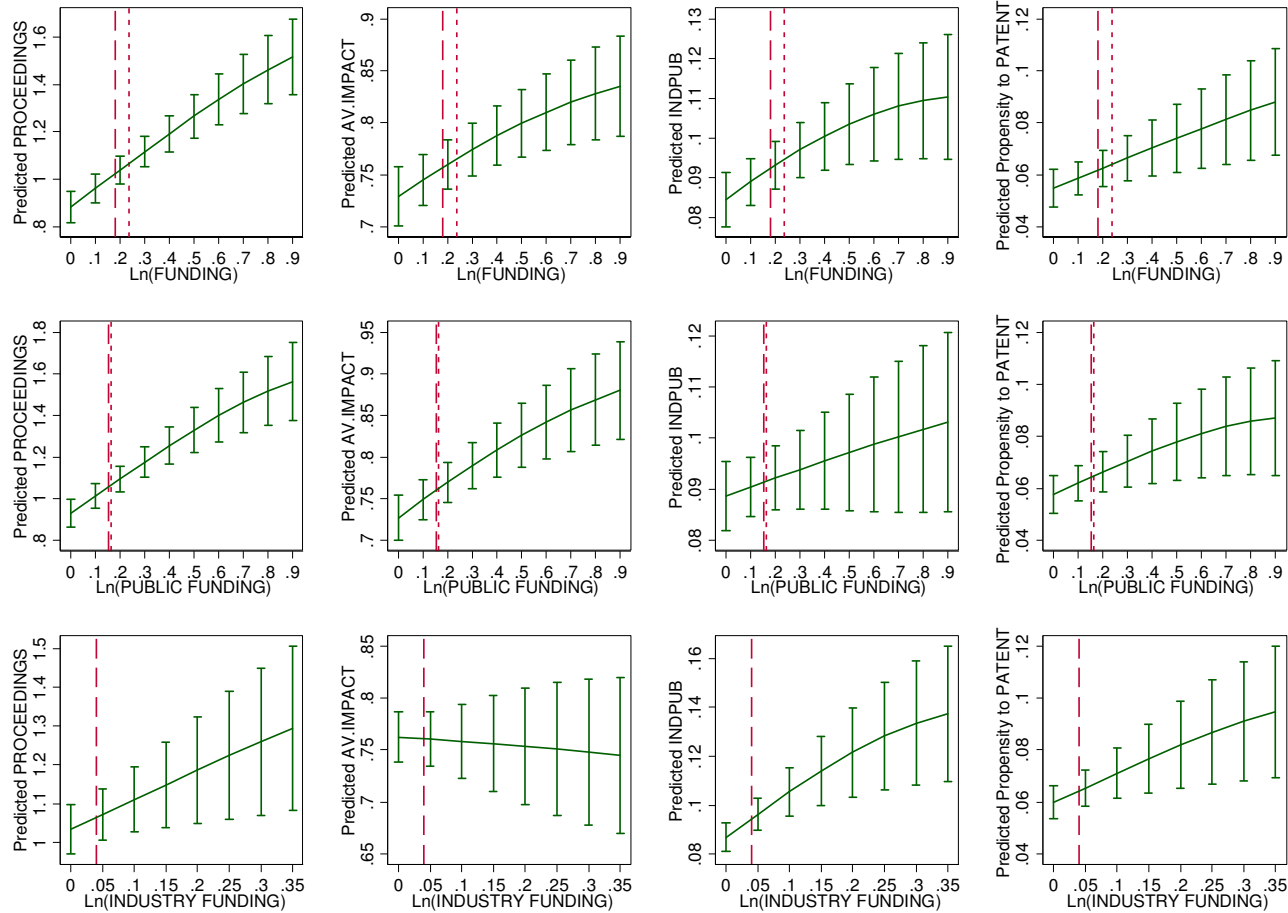 Predicted PROCEEDINGS
.8 1 1.2 1.4 1.6
0 .1 .2 .3 .4 .5 .6 .7 .8 .9
Ln(FUNDING)
Predicted AV.IMPACT
.7 .75 .8 .85 .9
0 .1 .2 .3 .4 .5 .6 .7 .8 .9
Ln(FUNDING)
Predicted INDPUB
.08 .09 .1 .11 .12 .13
0 .1 .2 .3 .4 .5 .6 .7 .8 .9
Ln(FUNDING)
Predicted Propensity to PATENT
.04 .06 .08 .1 .12
0 .1 .2 .3 .4 .5 .6 .7 .8 .9
Ln(FUNDING)
Predicted PROCEEDINGS
.8 1 1.2 1.4 1.6 1.8
0 .1 .2 .3 .4 .5 .6 .7 .8 .9
Ln(PUBLIC FUNDING)
Predicted AV.IMPACT
.7 .75 .8 .85 .9 .95
0 .1 .2 .3 .4 .5 .6 .7 .8 .9
Ln(PUBLIC FUNDING)
Predicted INDPUB
.08 .09 .1 .11 .12
0 .1 .2 .3 .4 .5 .6 .7 .8 .9
Ln(PUBLIC FUNDING)
Predicted Propensity to PATENT
.04 .06 .08 .1 .12
0 .1 .2 .3 .4 .5 .6 .7 .8 .9
Ln(PUBLIC FUNDING)
Predicted PROCEEDINGS
1 1.1 1.2 1.3 1.4 1.5
0 .05 .1 .15 .2 .25 .3 .35
Ln(INDUSTRY FUNDING)
Predicted AV.IMPACT
.65 .7 .75 .8 .85
0 .05 .1 .15 .2 .25 .3 .35
Ln(INDUSTRY FUNDING)
Predicted INDPUB
.08 .1 .12 .14 .16
0 .05 .1 .15 .2 .25 .3 .35
Ln(INDUSTRY FUNDING)
Predicted Propensity to PATENT
.04 .06 .08 .1 .12
0 .05 .1 .15 .2 .25 .3 .35
Ln(INDUSTRY FUNDING)